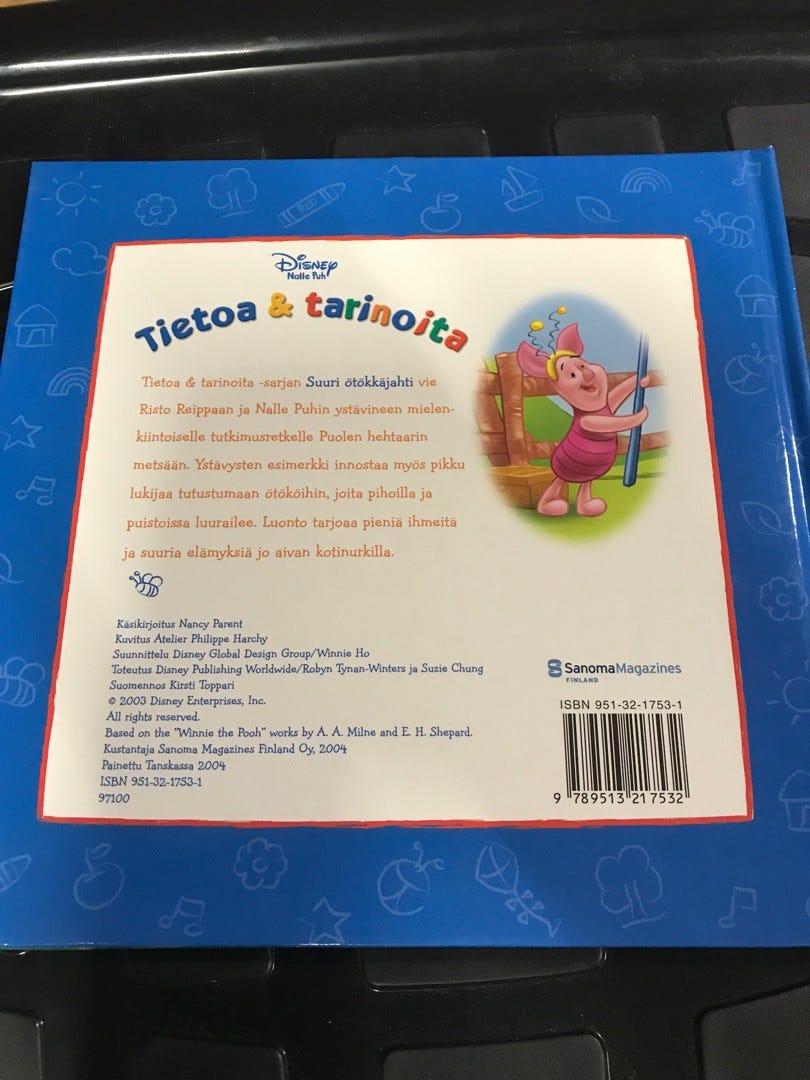 DISNEY
Nalle Puh
Tietoa & tarinoita
Tietoa & tarinoita -sarjan Suuri ötökkäjahti vie
Risto Reippaan ja Nalle Puhin ystävineen mielen-
kiintoiselle tutkimusretkelle Puolen hehtaarin
metsään. Ystävysten esimerkki innostaa myös pikku
lukijaa tutustumaan ötököihin, joita pihoilla ja
puistoissa luurailee. Luonto tarjoaa pieniä ihmeitä
ja suuria elämyksiä jo aivan kotinurkilla.
Käsikirjoitus Nancy Parent
Kuvitus Atelier Philippe Harchy
Suunnittelu Disney Global Design Group/Winnie Ho
Toteutus Disney Publishing Worldwide/Robyn Tynan-Winters ja Suzie Chung
Suomennos Kirsti Toppari
© 2003 Disney Enterprises, Inc.
All rights reserved.
Based on the "Winnie the Pooh" works by A. A. Milne and E. H. Shepard.
Kustantaja Sanoma Magazines Finland Oy, 2004
Painettu Tanskassa 2004
ISBN 951-32-1753-1
97100
SanomaMagazines
FINLAND
ISBN 951-32-1753-1
9 789513 217532